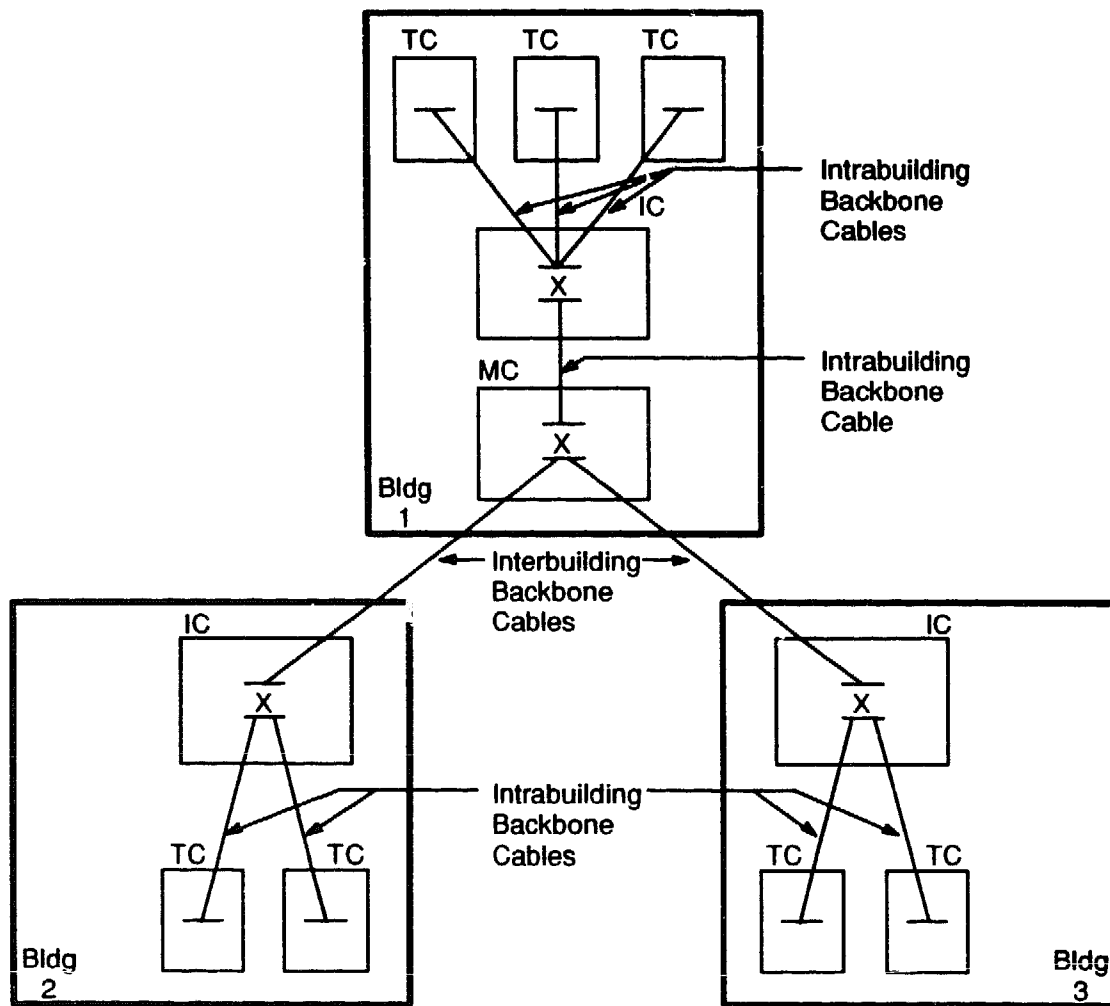 TC TC TC
Intrabuilding
Backbone
Cables
IC
X
Intrabuilding
Backbone
Cable
MC
X
Bldg
1
Interbuilding
Backbone
Cables
IC
X
IC
X
Intrabuilding
Backbone
Cables
TC TC
TC TC
Bldg
2
Bldg
3